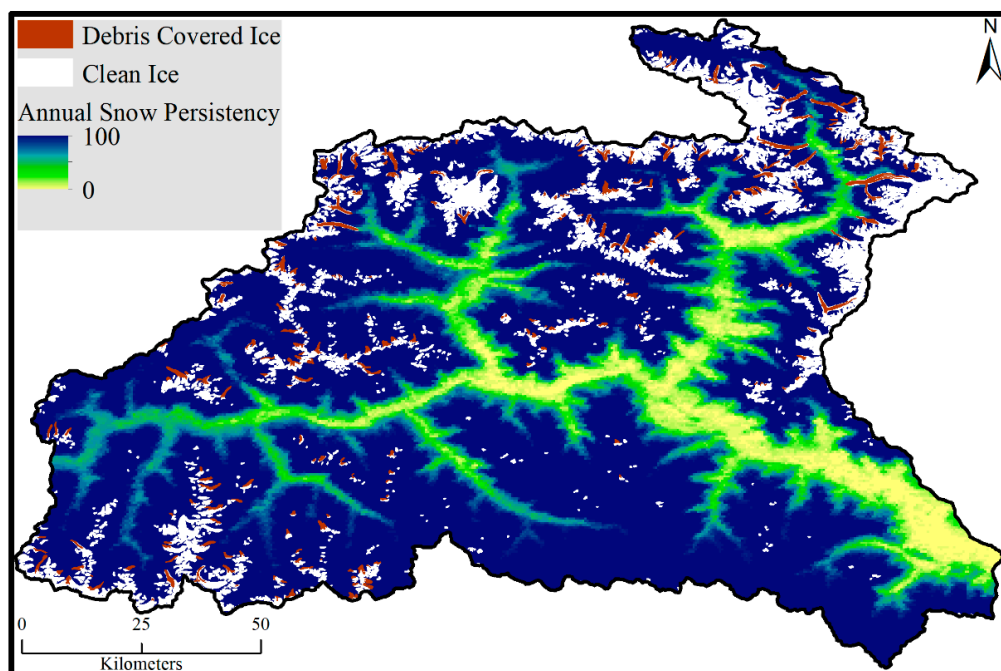 Debris Covered Ice
Clean Ice
Annual Snow Persistency
100
0
N
0 25 50
Kilometers